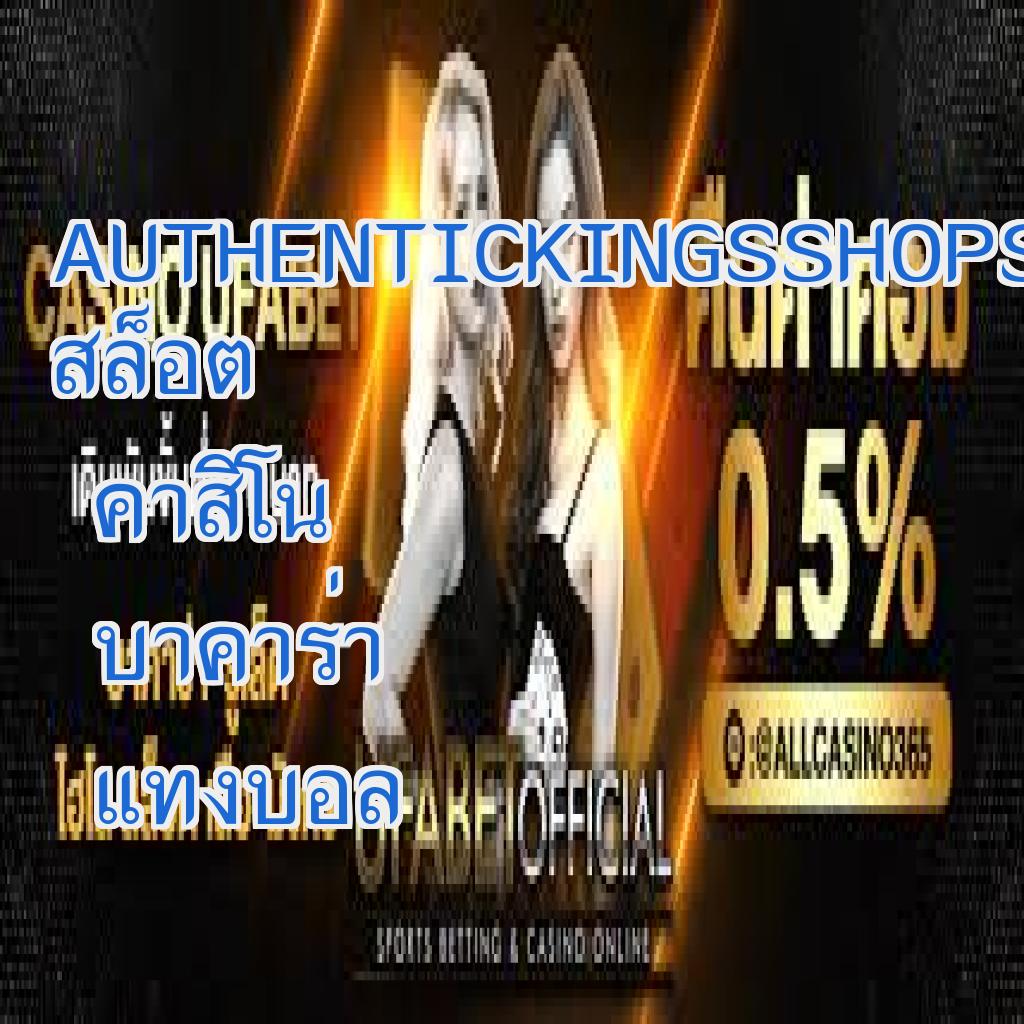 AUTHENTICKINGSSHOPS
CASINO UFABET
คืนค่าคอม
สล็อต
0.5%
คาสิโน
บาคาร่า
:@ALLCASINO365
แทงบอล
UFABET OFFICIAL
SPORTS BETTING & CASINO ONLINE